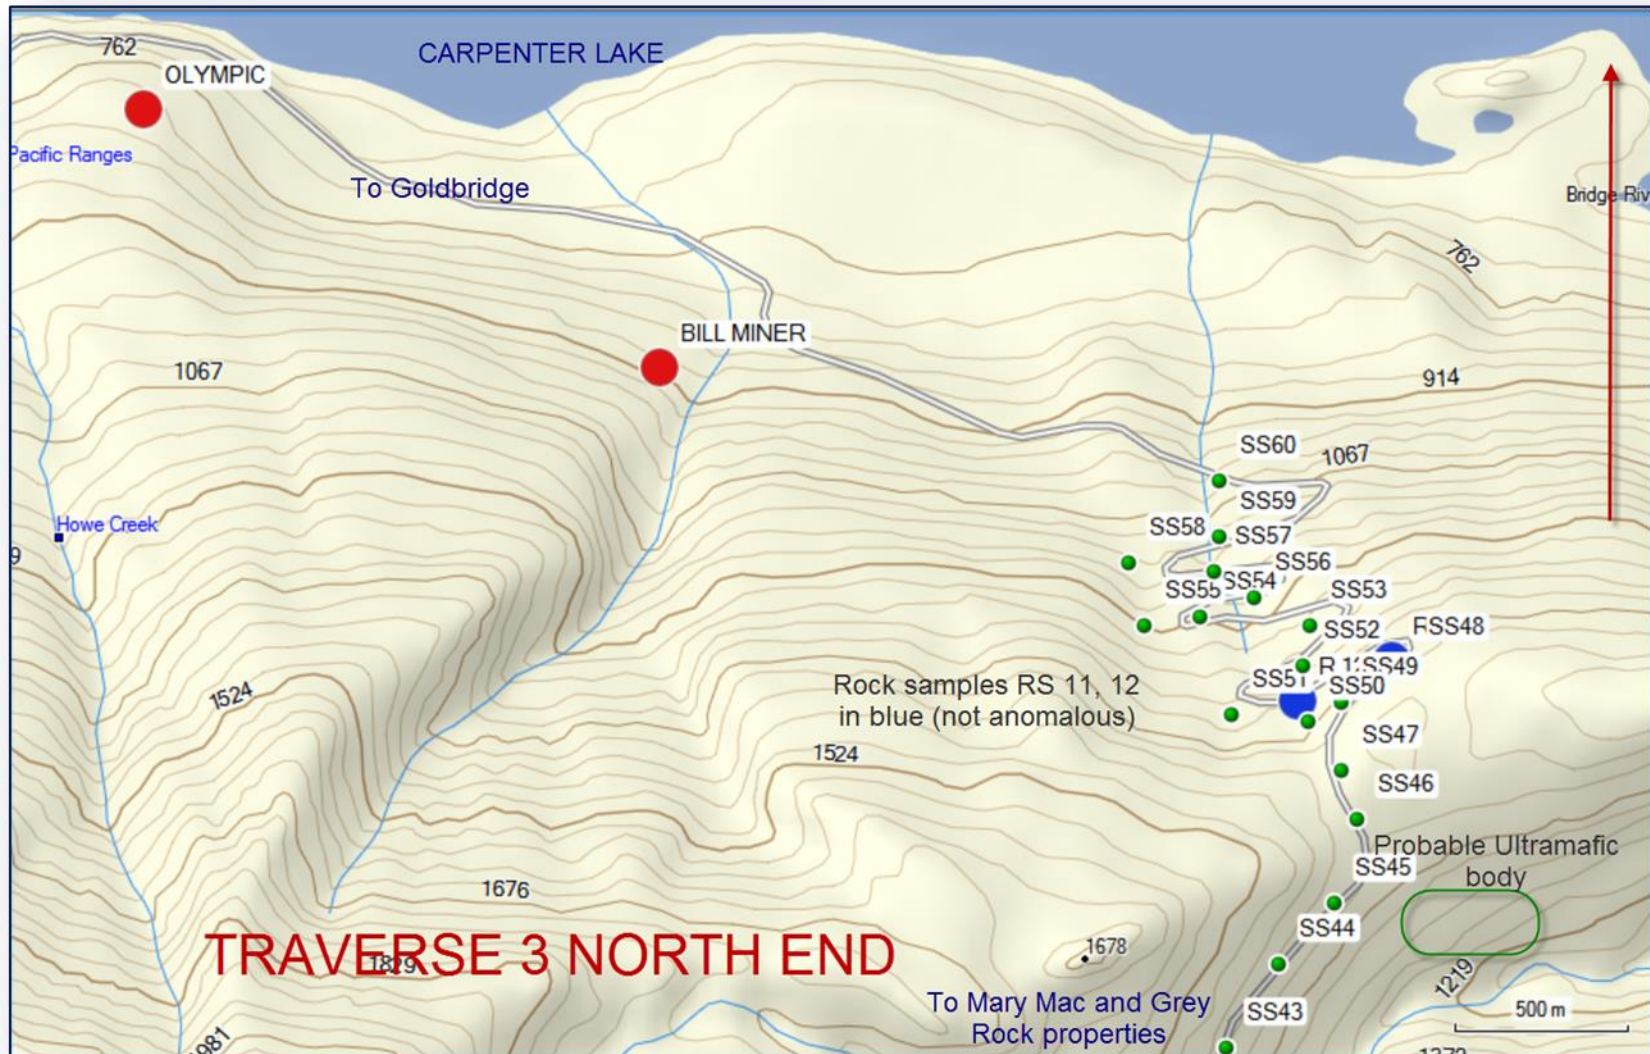 762
CARPENTER LAKE
OLYMPIC
Pacific Ranges
To Goldbridge
762
BILL MINER
1067
914
SS60
1067
SS59
Howe Creek
SS58
SS57
SS56
SS55
SS54
SS53
SS52
SS48
SS49
SS51
SS50
Rock samples RS 11, 12
in blue (not anomalous)
1524
SS47
1524
SS46
Probable Ultramafic
body
SS45
1676
SS44
TRAVERSE 3 NORTH END
1829
1678
1219
To Mary Mac and Grey
Rock properties
SS43
500 m